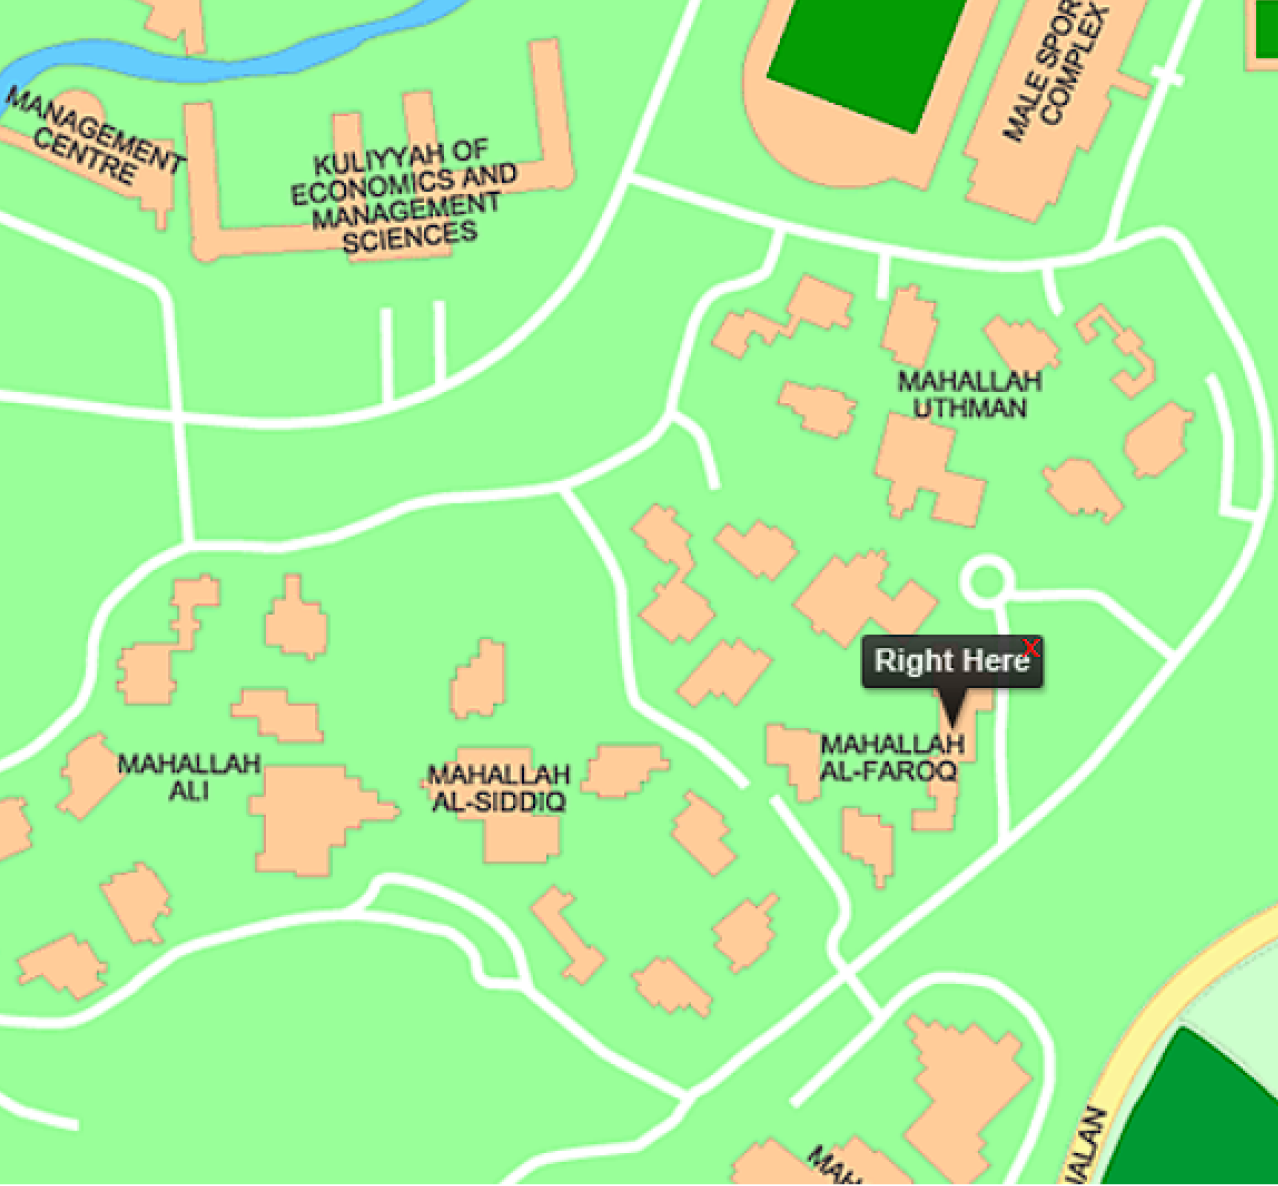 MALE SPOR
COMPLEX
MANAGEMENT
CENTRE
KULIYYAH OF
ECONOMICS AND
MANAGEMENT
SCIENCES
MAHALLAH
UTHMAN
Right Here
X
MAHALLAH
AL-FAROQ
MAHALLAH
ALI
MAHALLAH
AL-SIDDIQ
JALAN
MAH